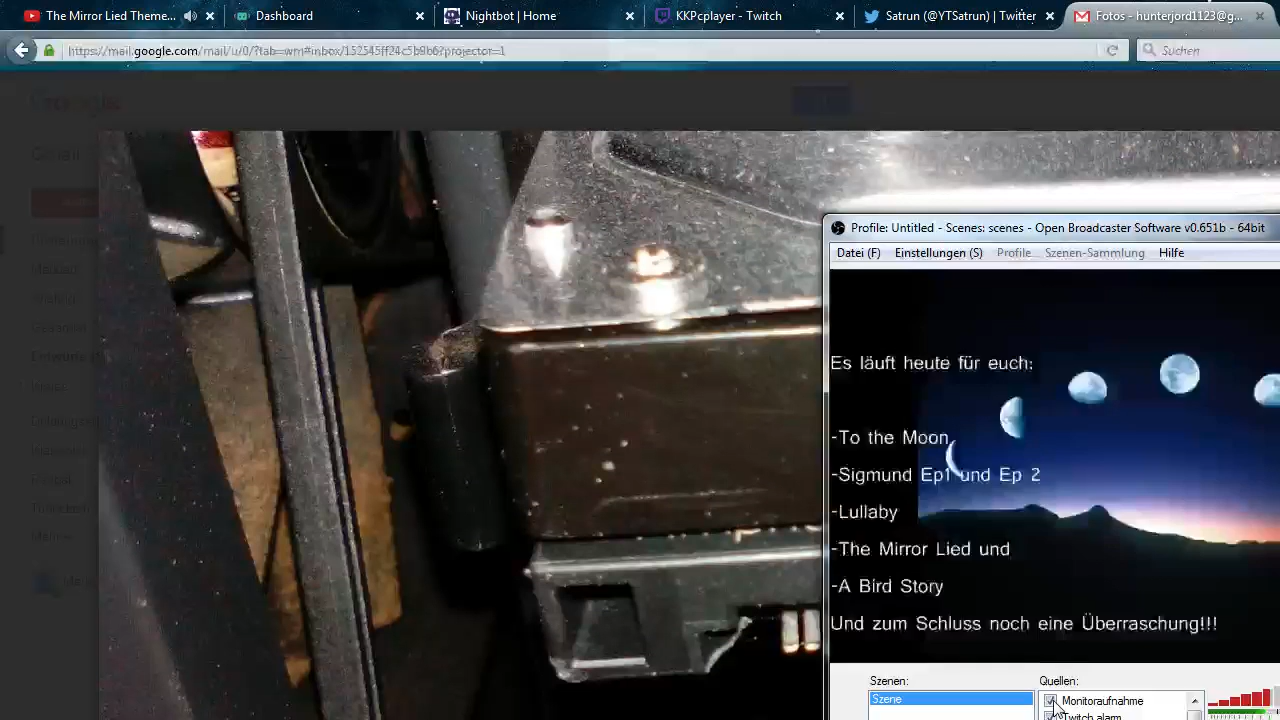 The Mirror Lied Theme...
Dashboard
Nightbot | Home
KKPcplayer - Twitch
Satrun (@YTSatrun) | Twitter
Fotos - hunterjord1123@g...
https://mail.google.com/mail/u/0/?tab=wm#inbox/152545ff24c5b9b6?projector=1
Suchen
Gmail
Profile: Untitled - Scenes: scenes - Open Broadcaster Software v0.651b - 64bit
Datei (F)
Einstellungen (S)
Profile
Szenen-Sammlung
Hilfe
Es läuft heute für euch:
-To the Moon
-Sigmund Ep1 und Ep 2
-Lullaby
-The Mirror Lied und
-A Bird Story
Und zum Schluss noch eine Überraschung!!!
Szenen:
Quellen:
Szene
Monitoraufnahme
Twitch alarm